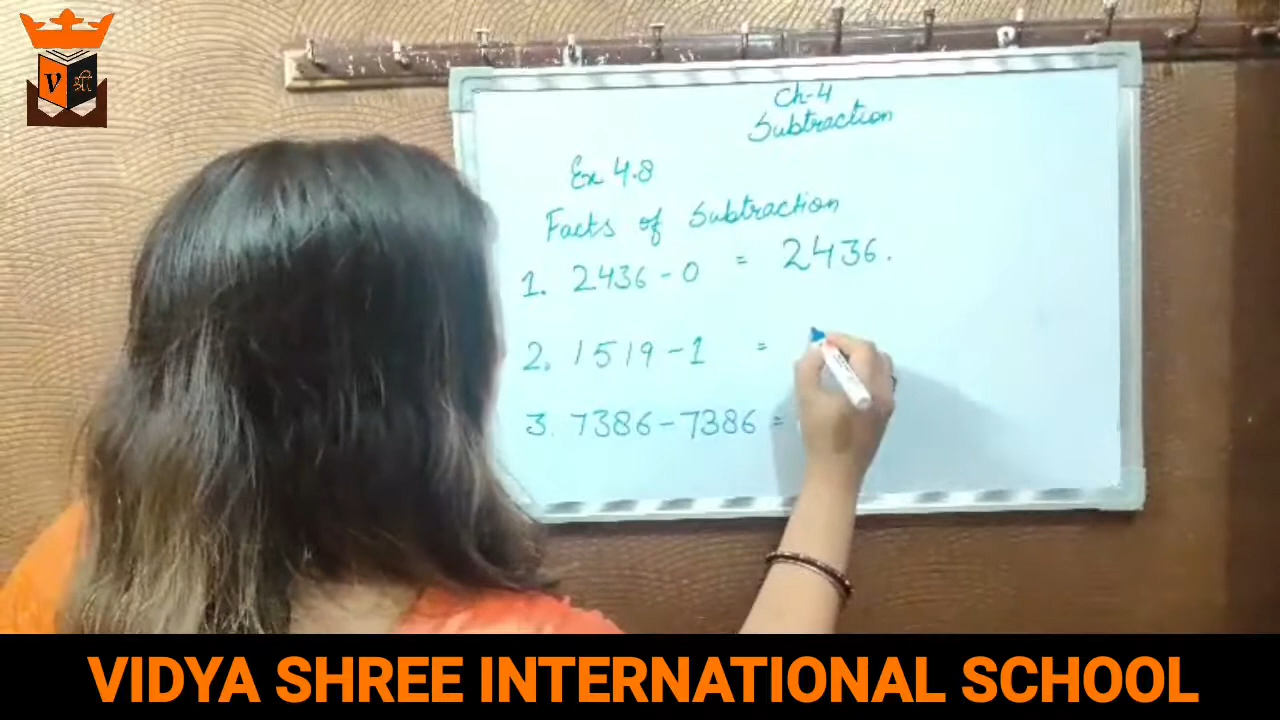 V श्री
Ch-4
Subtraction
Ex 4.8
Facts of Subtraction
1. 2436 - 0 = 2436.
2. 1519 - 1 =
3. 7386 - 7386 =
VIDYA SHREE INTERNATIONAL SCHOOL